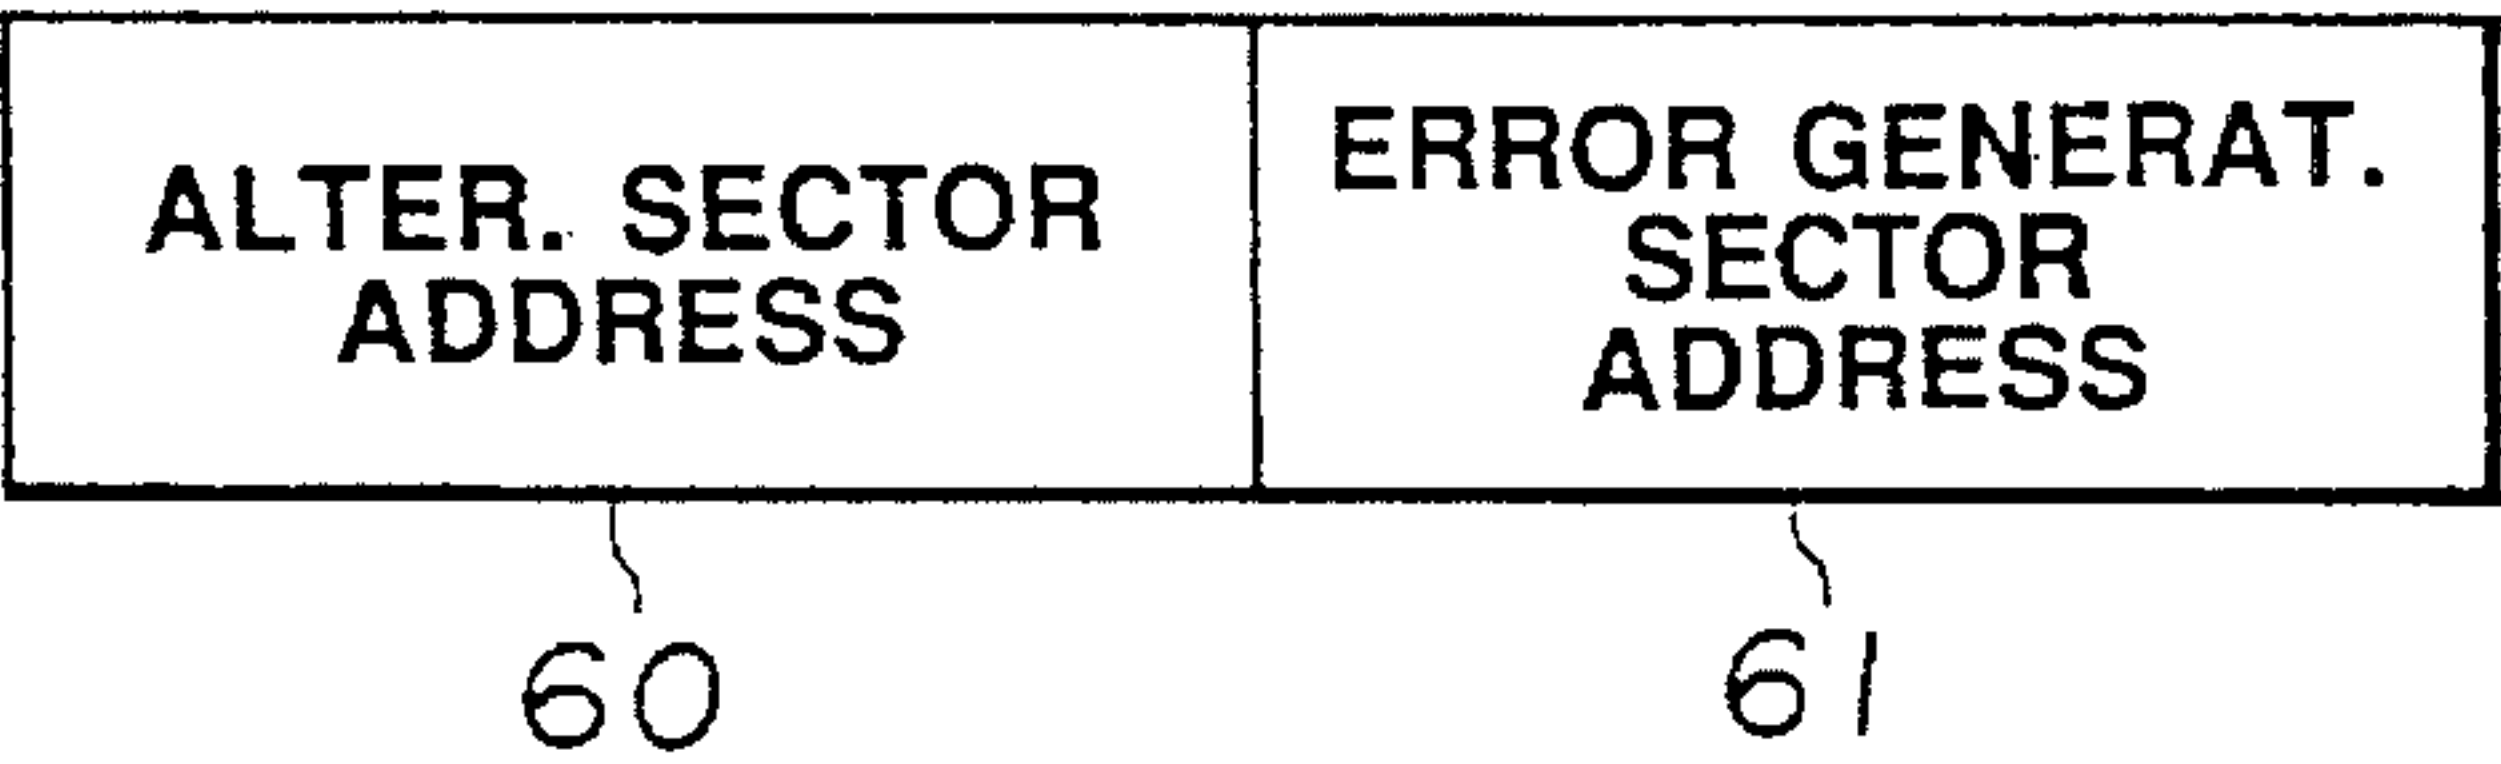 ALTER. SECTOR
ADDRESS
ERROR GENERAT.
SECTOR
ADDRESS
60
61